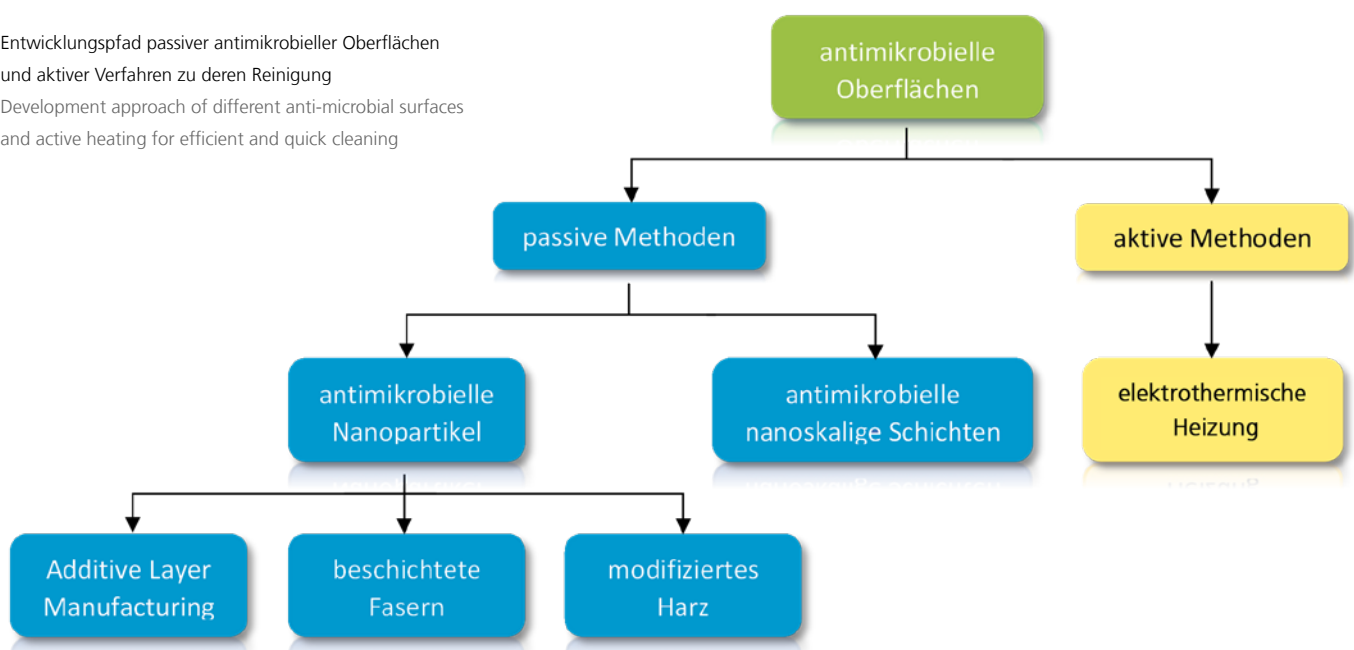 Entwicklungspfad passiver antimikrobieller Oberflächen
und aktiver Verfahren zu deren Reinigung
Development approach of different anti-microbial surfaces
and active heating for efficient and quick cleaning
antimikrobielle
Oberflächen
passive Methoden
aktive Methoden
antimikrobielle
Nanopartikel
antimikrobielle
nanoskalige Schichten
elektrothermische
Heizung
Additive Layer
Manufacturing
beschichtete
Fasern
modifiziertes
Harz